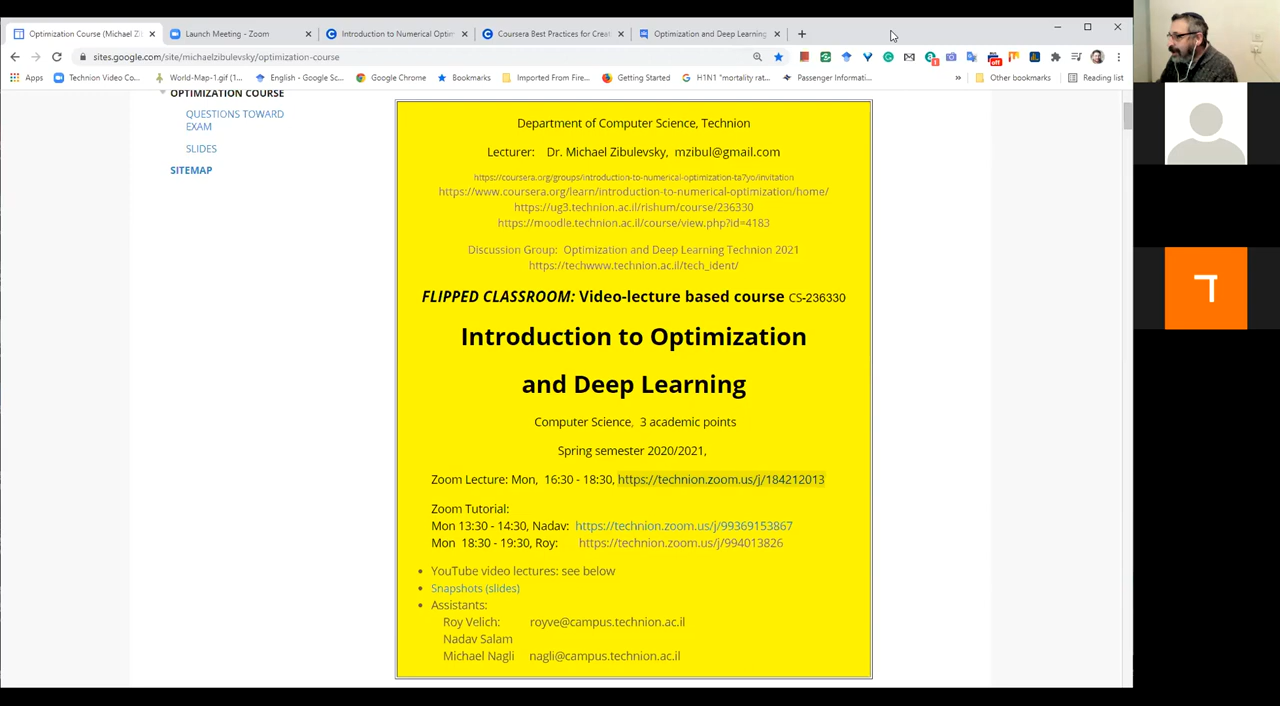 Optimization Course (Michael Zi
Launch Meeting - Zoom
Introduction to Numerical Optim
Coursera Best Practices for Creat
Optimization and Deep Learning
sites.google.com/site/michaelzibulevsky/optimization-course
Apps
Technion Video Co...
World-Map-1.gif (1...
English - Google Sc...
Google Chrome
Bookmarks
Imported From Fire...
Getting Started
H1N1 "mortality rat...
Passenger Informati...
Other bookmarks
Reading list
OPTIMIZATION COURSE
QUESTIONS TOWARD
EXAM
SLIDES
SITEMAP
Department of Computer Science, Technion
Lecturer: Dr. Michael Zibulevsky, mzibul@gmail.com
https://coursera.org/groups/introduction-to-numerical-optimization-ta7yo/invitation
https://www.coursera.org/learn/introduction-to-numerical-optimization/home/
https://ug3.technion.ac.il/rishum/course/236330
https://moodle.technion.ac.il/course/view.php?id=4183
Discussion Group: Optimization and Deep Learning Technion 2021
https://techwww.technion.ac.il/tech_ident/
FLIPPED CLASSROOM: Video-lecture based course CS-236330
Introduction to Optimization
and Deep Learning
Computer Science, 3 academic points
Spring semester 2020/2021,
Zoom Lecture: Mon, 16:30 - 18:30, https://technion.zoom.us/j/184212013
Zoom Tutorial:
Mon 13:30 - 14:30, Nadav: https://technion.zoom.us/j/99369153867
Mon 18:30 - 19:30, Roy: https://technion.zoom.us/j/994013826
• YouTube video lectures: see below
• Snapshots (slides)
• Assistants:
Roy Velich: royve@campus.technion.ac.il
Nadav Salam
Michael Nagli nagli@campus.technion.ac.il
T